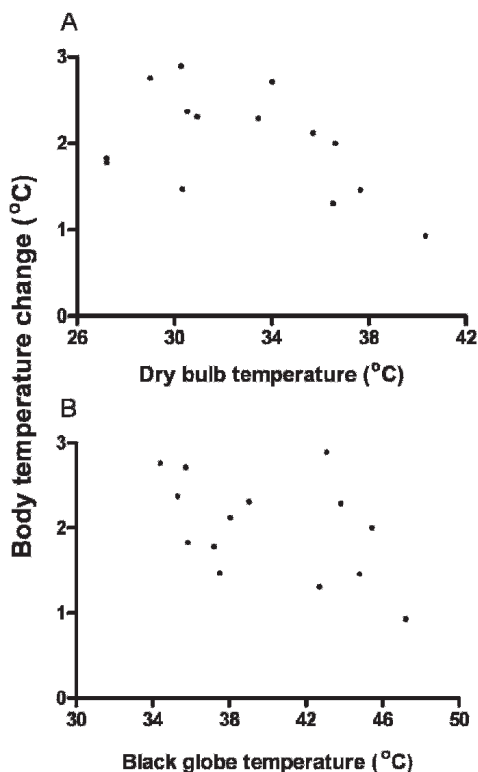 A
3
2
1
0
26 30 34 38 42
Dry bulb temperature (°C)
Body temperature change (°C)
B
3
2
1
0
30 34 38 42 46 50
Black globe temperature (°C)